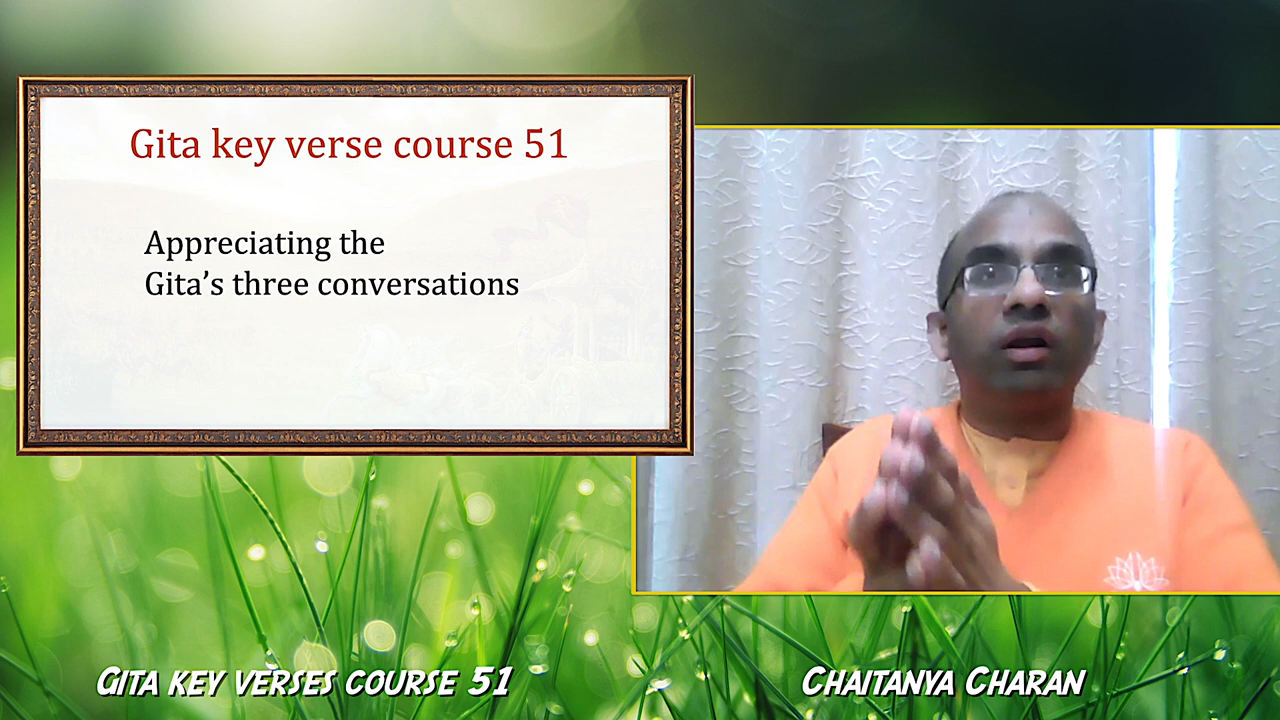 Gita key verse course 51
Appreciating the
Gita’s three conversations
GITA KEY VERSES COURSE 51
CHAITANYA CHARAN